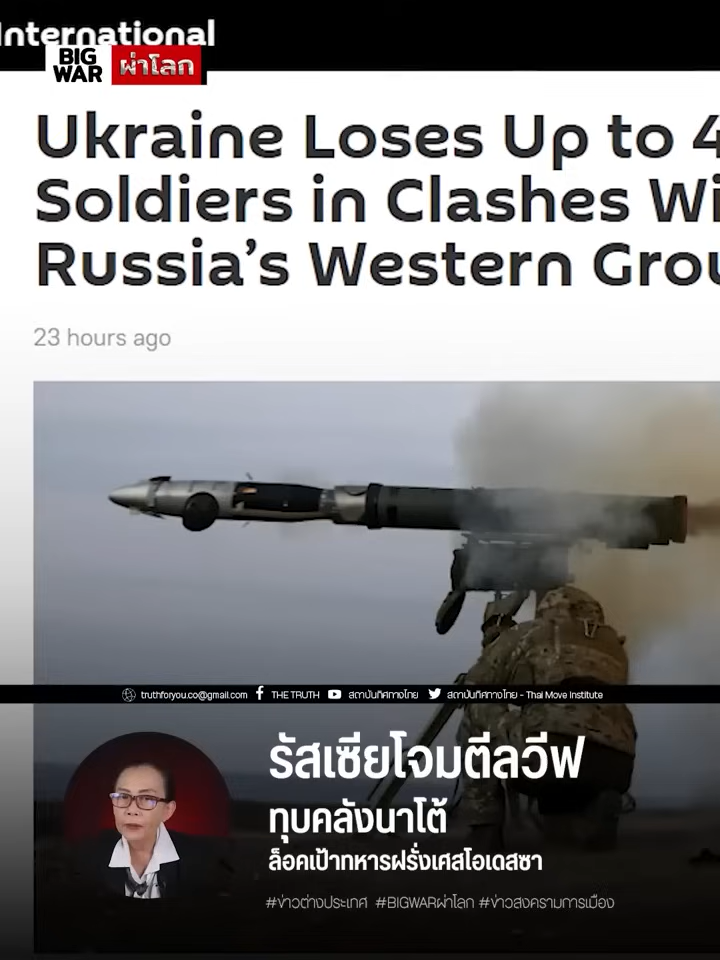 International
BIG
WAR
ผ่าโลก
Ukraine Loses Up to 4
Soldiers in Clashes Wi
Russia's Western Grou
23 hours ago
truthforyou.co@gmail.com THE TRUTH สถาบันทิศทางไทย สถาบันทิศทางไทย - Thai Move Institute
รัสเซียโจมตีลวีฟ
ทุบคลังนาโต้
ล็อคเป้าทหารฝรั่งเศสโอเดสซา
#ข่าวต่างประเทศ #BIGWARผ่าโลก #ข่าวสงครามการเมือง